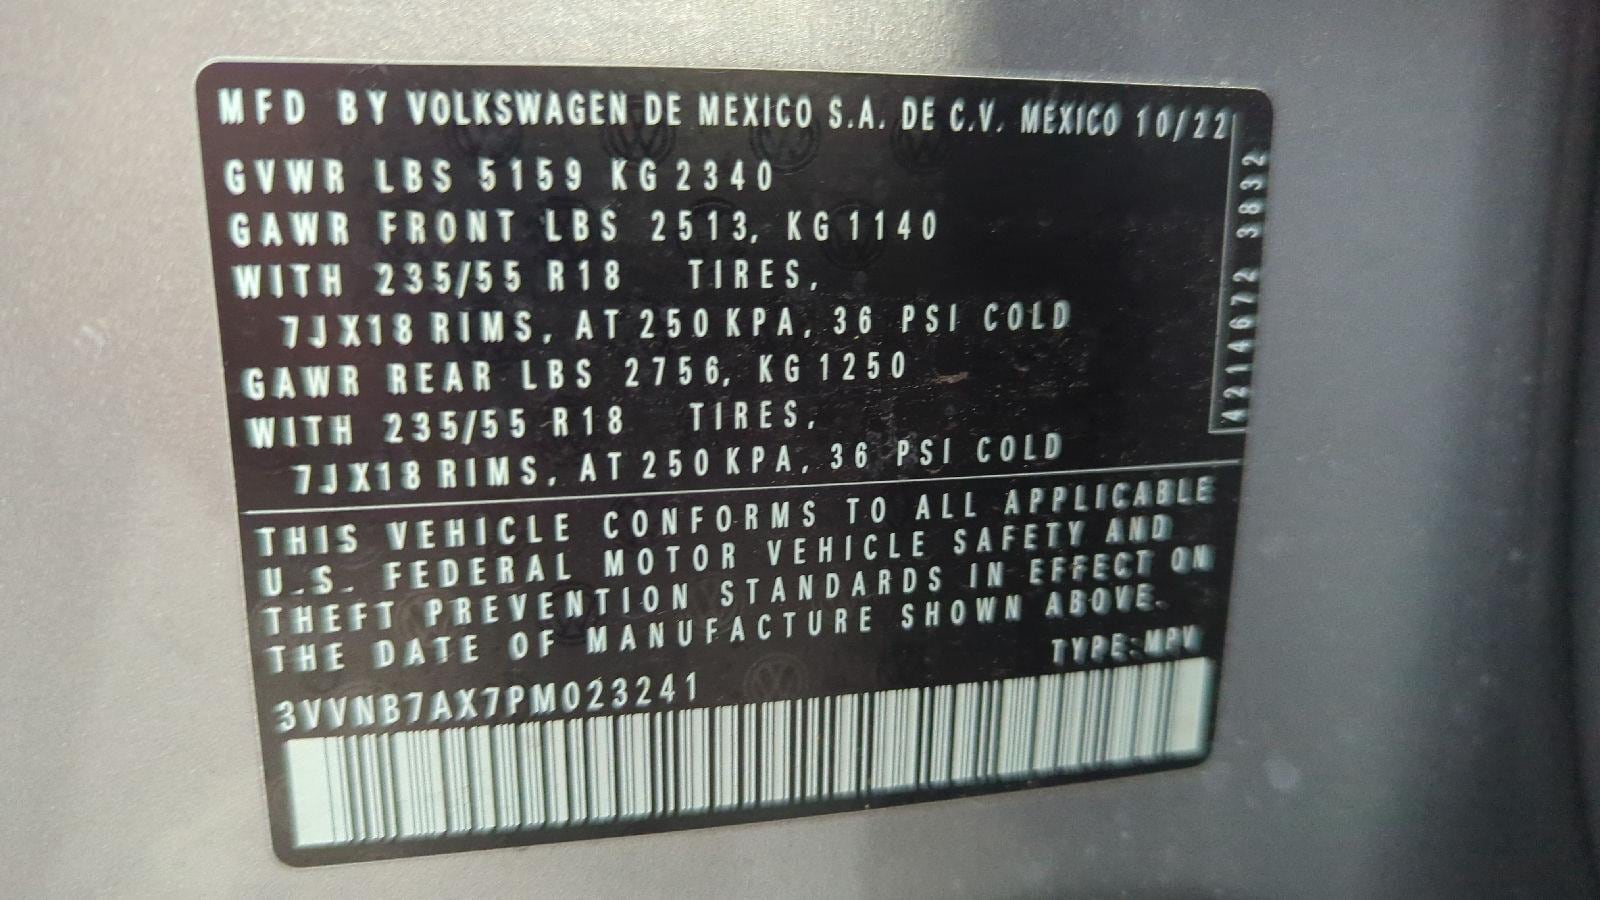 MFD BY VOLKSWAGEN DE MEXICO S.A. DE C.V. MEXICO 10/22
GVWR LBS 5159 KG 2340
GAWR FRONT LBS 2513, KG 1140
WITH 235/55 R18 TIRES,
7JX18 RIMS, AT 250 KPA, 36 PSI COLD
GAWR REAR LBS 2756, KG 1250
WITH 235/55 R18 TIRES,
7JX18 RIMS, AT 250 KPA, 36 PSI COLD
4214672 3832
THIS VEHICLE CONFORMS TO ALL APPLICABLE
U.S. FEDERAL MOTOR VEHICLE SAFETY AND
THEFT PREVENTION STANDARDS IN EFFECT ON
THE DATE OF MANUFACTURE SHOWN ABOVE.
TYPE: MPV
3VVNB7AX7PM023241